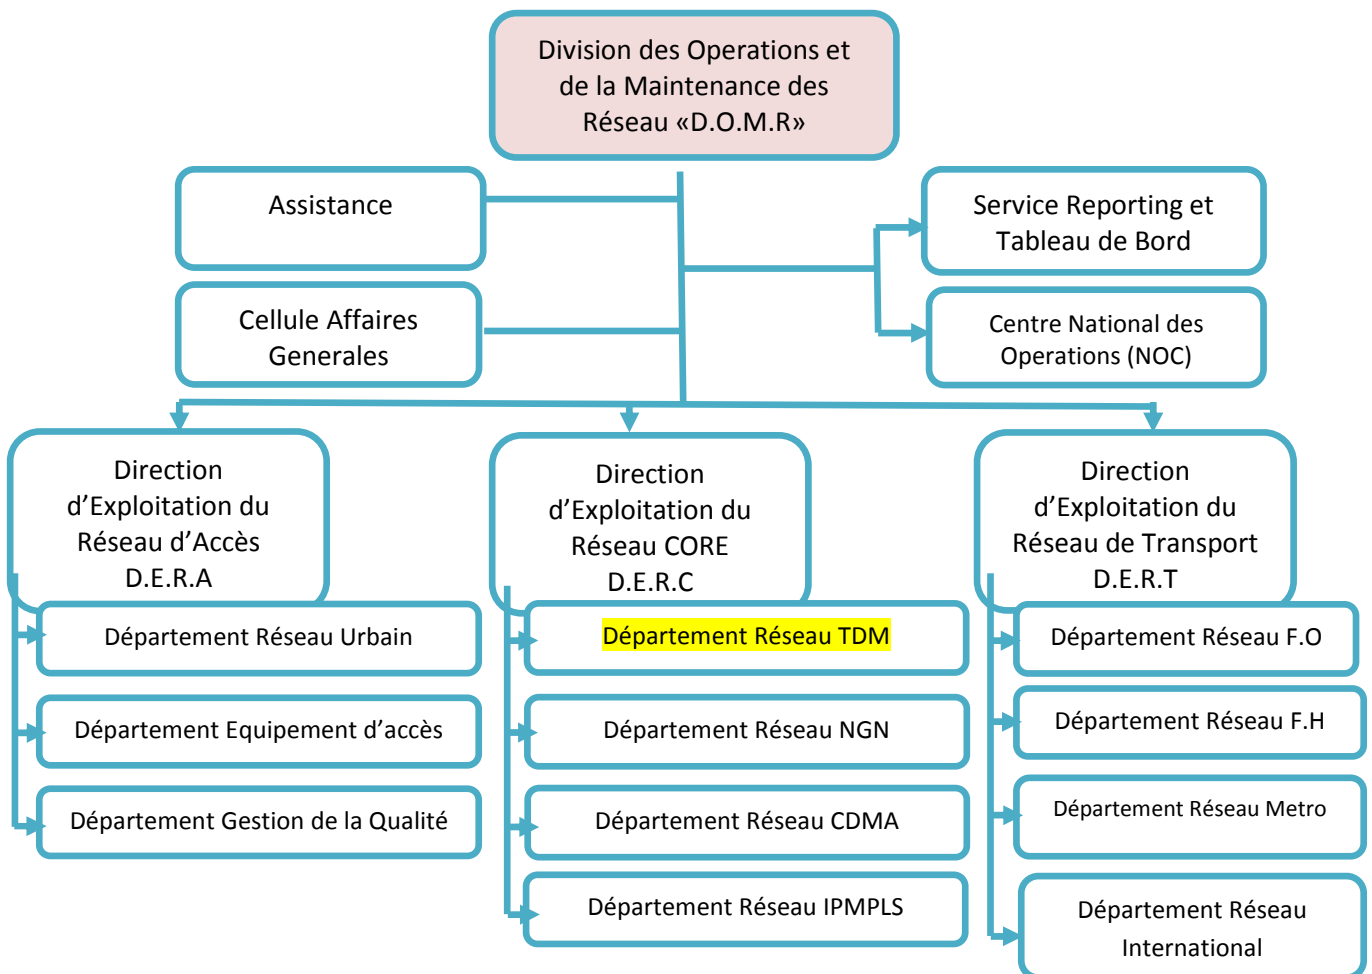 Division des Operations et
de la Maintenance des
Réseau «D.O.M.R»
Assistance
Service Reporting et
Tableau de Bord
Cellule Affaires
Generales
Centre National des
Operations (NOC)
Direction
d’Exploitation du
Réseau d’Accès
D.E.R.A
Direction
d’Exploitation du
Réseau CORE
D.E.R.C
Direction
d’Exploitation du
Réseau de Transport
D.E.R.T
Département Réseau Urbain
Département Equipement d’accès
Département Gestion de la Qualité
Département Réseau TDM
Département Réseau NGN
Département Réseau CDMA
Département Réseau IPMPLS
Département Réseau F.O
Département Réseau F.H
Département Réseau Metro
Département Réseau
International